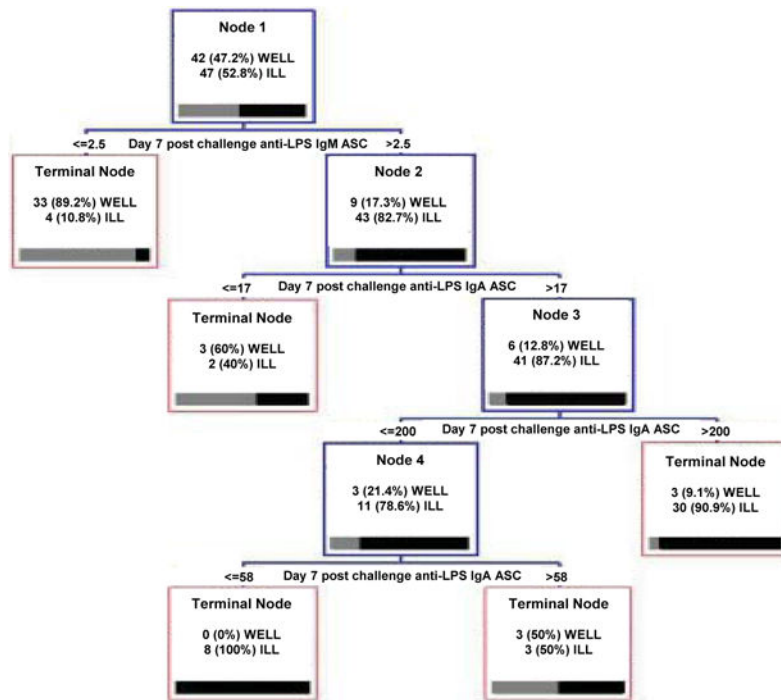 Node 1
42 (47.2%) WELL
47 (52.8%) ILL
<=2.5 Day 7 post challenge anti-LPS IgM ASC >2.5
Terminal Node
33 (89.2%) WELL
4 (10.8%) ILL
Node 2
9 (17.3%) WELL
43 (82.7%) ILL
<=17 Day 7 post challenge anti-LPS IgA ASC >17
Terminal Node
3 (60%) WELL
2 (40%) ILL
Node 3
6 (12.8%) WELL
41 (87.2%) ILL
<=200 Day 7 post challenge anti-LPS IgA ASC >200
Node 4
3 (21.4%) WELL
11 (78.6%) ILL
Terminal Node
3 (9.1%) WELL
30 (90.9%) ILL
<=58 Day 7 post challenge anti-LPS IgA ASC >58
Terminal Node
0 (0%) WELL
8 (100%) ILL
Terminal Node
3 (50%) WELL
3 (50%) ILL